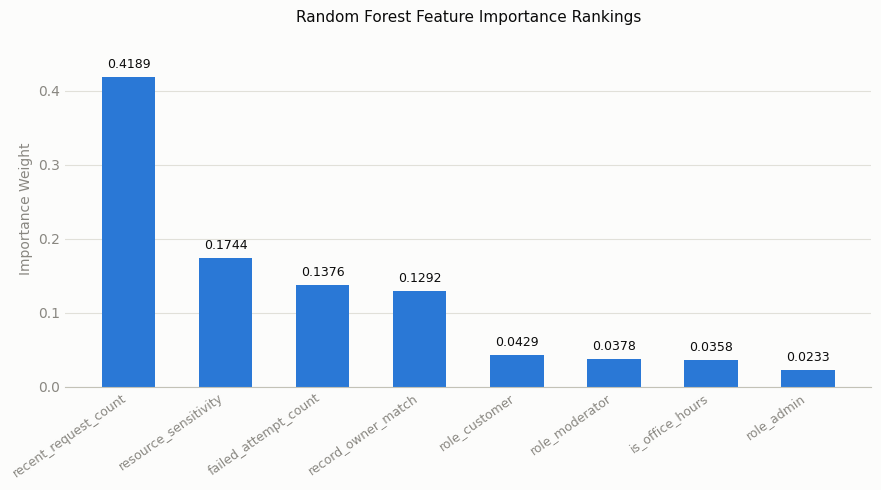 Random Forest Feature Importance Rankings
Importance Weight
0.4
0.3
0.2
0.1
0.0
0.4189
0.1744
0.1376
0.1292
0.0429
0.0378
0.0358
0.0233
recent_request_count
resource_sensitivity
failed_attempt_count
record_owner_match
role_customer
role_moderator
is_office_hours
role_admin